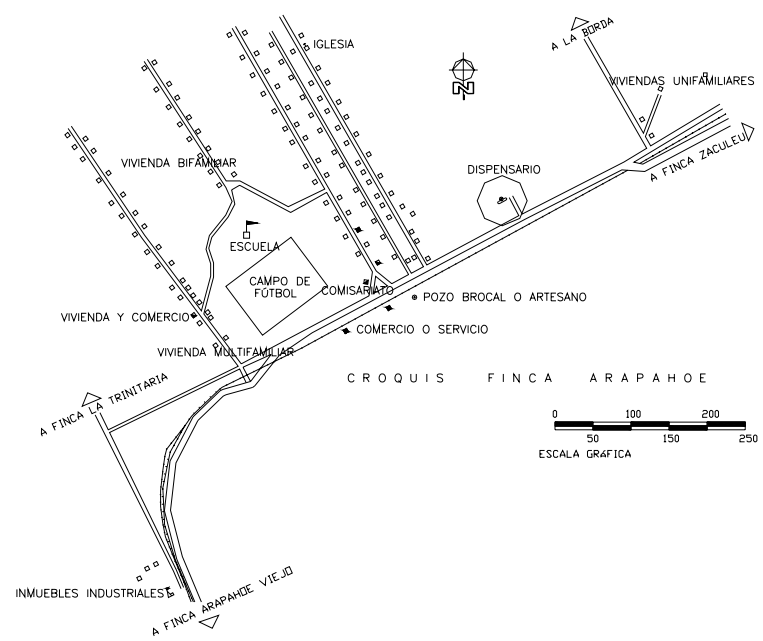 A LA BORDA
IGLESIA
N
VIVIENDAS UNIFAMILIARES
VIVIENDA BIFAMILIAR
A FINCA ZACULEU
DISPENSARIO
ESCUELA
CAMPO DE
FÚTBOL
COMISARIATO
POZO BROCAL O ARTESANO
VIVIENDA Y COMERCIO
COMERCIO O SERVICIO
VIVIENDA MULTIFAMILIAR
CROQUIS FINCA ARAPAHOE
A FINCA LA TRINITARIA
0 100 200
50 150 250
ESCALA GRáFICA
INMUEBLES INDUSTRIALES
A FINCA ARAPAHOE VIEJO